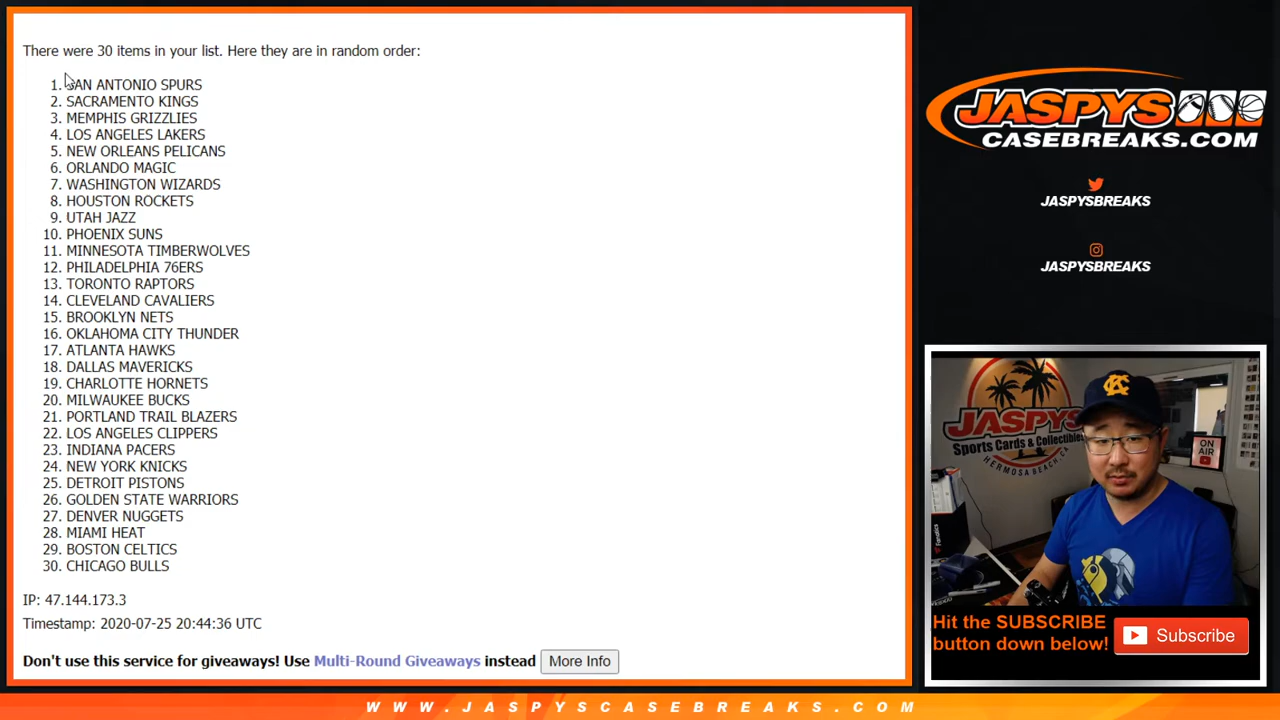 There were 30 items in your list. Here they are in random order:
1. SAN ANTONIO SPURS
2. SACRAMENTO KINGS
3. MEMPHIS GRIZZLIES
4. LOS ANGELES LAKERS
5. NEW ORLEANS PELICANS
6. ORLANDO MAGIC
7. WASHINGTON WIZARDS
8. HOUSTON ROCKETS
9. UTAH JAZZ
10. PHOENIX SUNS
11. MINNESOTA TIMBERWOLVES
12. PHILADELPHIA 76ERS
13. TORONTO RAPTORS
14. CLEVELAND CAVALIERS
15. BROOKLYN NETS
16. OKLAHOMA CITY THUNDER
17. ATLANTA HAWKS
18. DALLAS MAVERICKS
19. CHARLOTTE HORNETS
20. MILWAUKEE BUCKS
21. PORTLAND TRAIL BLAZERS
22. LOS ANGELES CLIPPERS
23. INDIANA PACERS
24. NEW YORK KNICKS
25. DETROIT PISTONS
26. GOLDEN STATE WARRIORS
27. DENVER NUGGETS
28. MIAMI HEAT
29. BOSTON CELTICS
30. CHICAGO BULLS
IP: 47.144.173.3
Timestamp: 2020-07-25 20:44:36 UTC
Don't use this service for giveaways! Use Multi-Round Giveaways instead More Info
JASPYS
CASEBREAKS.COM
JASPYSBREAKS
JASPYSBREAKS
JASPYS
Sports Cards & Collectibles
HERMOSA BEACH, CA
ON
AIR
KC
Fanatics
Hit the SUBSCRIBE
button down below!
Subscribe
WWW.JASPYSCASEBREAKS.COM